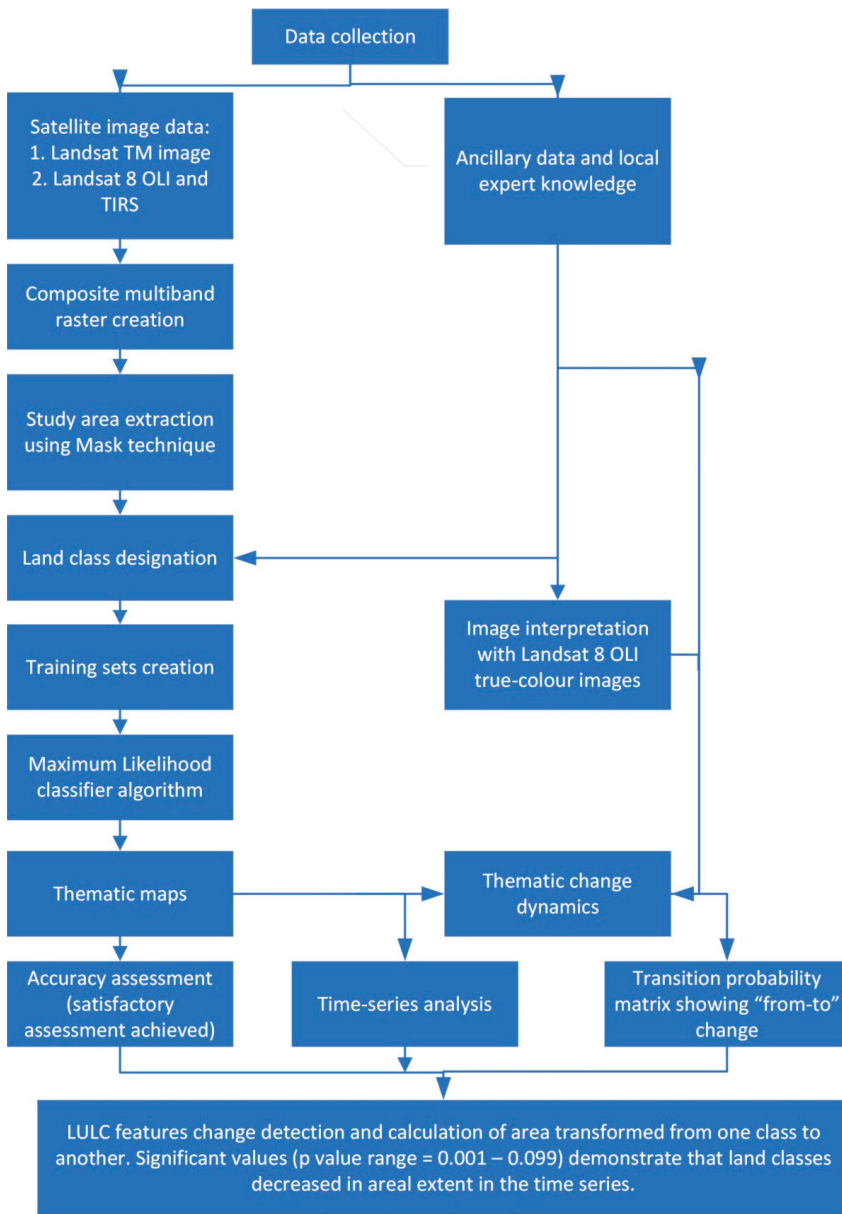 Data collection
Satellite image data:
1. Landsat TM image
2. Landsat 8 OLI and
TIRS
Ancillary data and local
expert knowledge
Composite multiband
raster creation
Study area extraction
using Mask technique
Land class designation
Image interpretation
with Landsat 8 OLI
true-colour images
Training sets creation
Maximum Likelihood
classifier algorithm
Thematic maps
Thematic change
dynamics
Accuracy assessment
(satisfactory
assessment achieved)
Time-series analysis
Transition probability
matrix showing “from-to”
change
LULC features change detection and calculation of area transformed from one class to
another. Significant values (p value range = 0.001 – 0.099) demonstrate that land classes
decreased in areal extent in the time series.